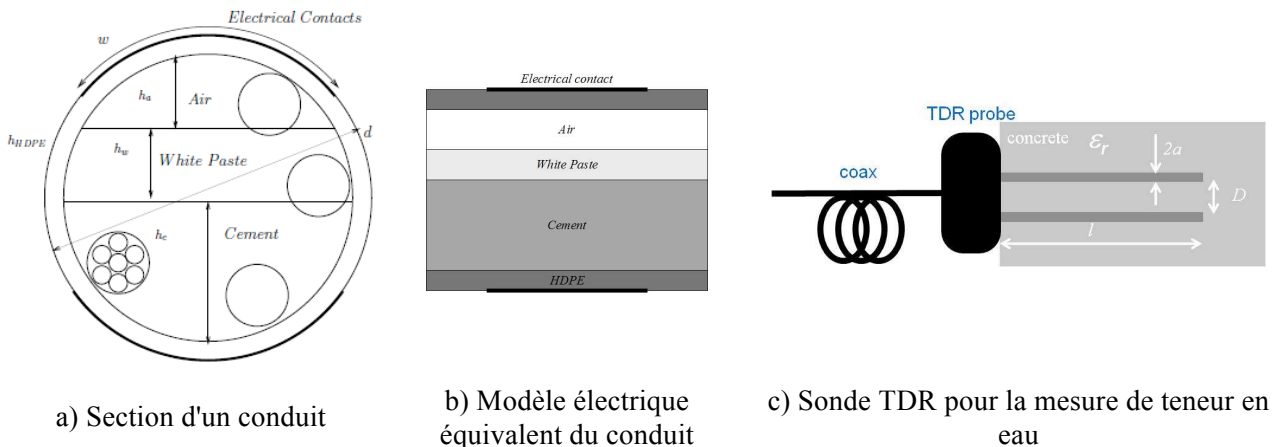 Electrical Contacts
w
h_a
Air
d
h_HDPE
h_w
White Paste
h_c
Cement
Electrical contact
Air
White Paste
Cement
HDPE
TDR probe
concrete
ε_r
2a
coax
D
l
a) Section d'un conduit
b) Modèle électrique
équivalent du conduit
c) Sonde TDR pour la mesure de teneur en
eau